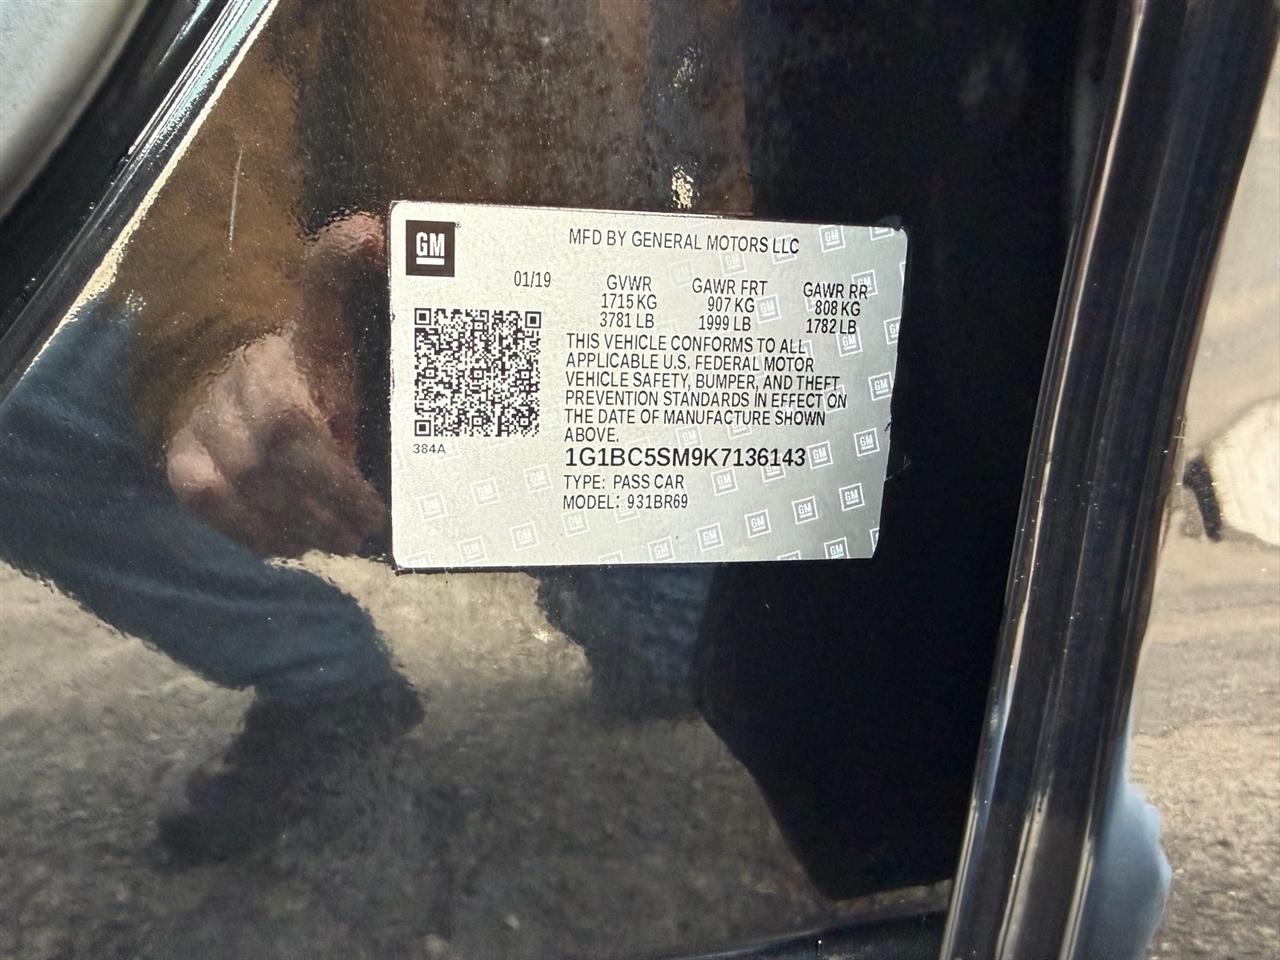 GM
MFD BY GENERAL MOTORS LLC
01/19 GVWR GAWR FRT GAWR RR
1715 KG 907 KG 808 KG
3781 LB 1999 LB 1782 LB
THIS VEHICLE CONFORMS TO ALL
APPLICABLE U.S. FEDERAL MOTOR
VEHICLE SAFETY, BUMPER, AND THEFT
PREVENTION STANDARDS IN EFFECT ON
THE DATE OF MANUFACTURE SHOWN
ABOVE.
384A
1G1BC5SM9K7136143
TYPE: PASS CAR
MODEL: 931BR69